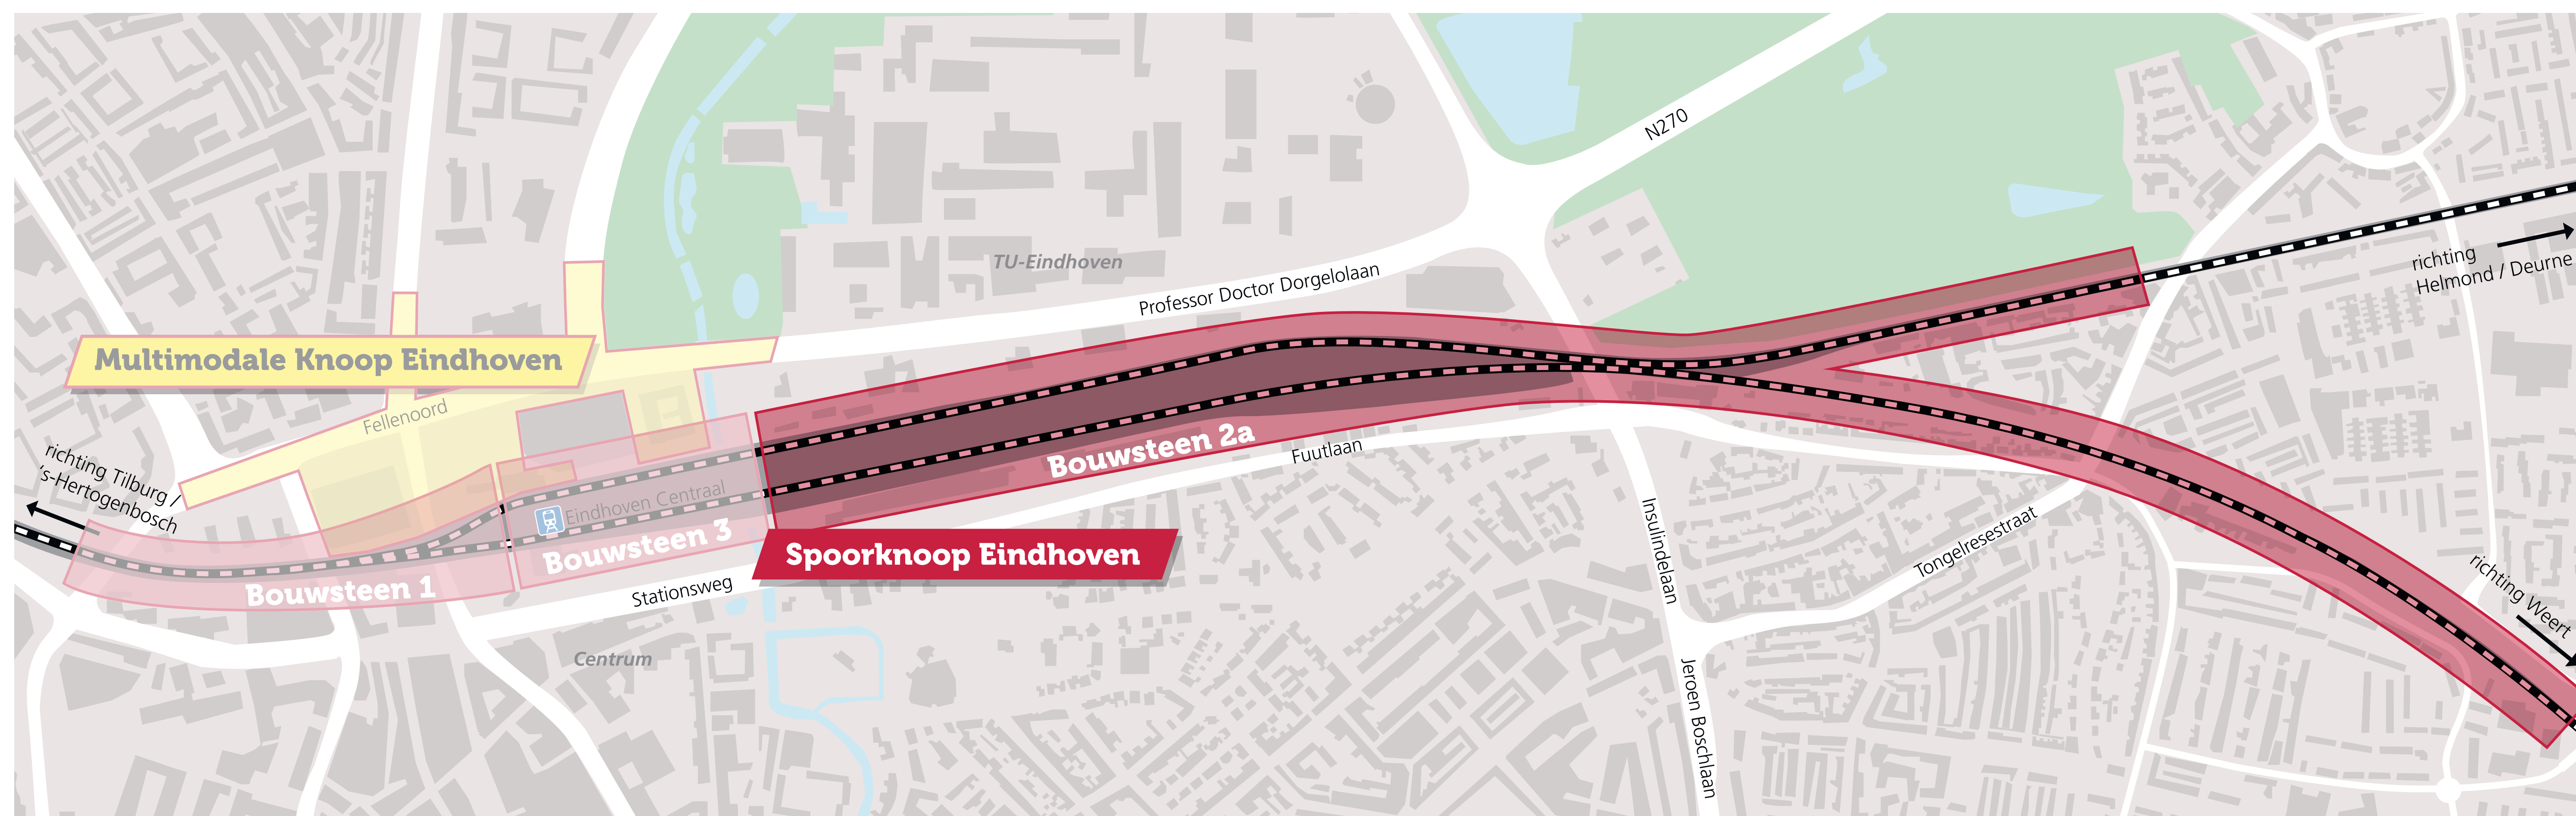 N270
TU-Eindhoven
Professor Doctor Dorgelolaan
richting
Helmond / Deurne
Multimodale Knoop Eindhoven
Fellenoord
richting Tilburg /
's-Hertogenbosch
Eindhoven Centraal
Bouwsteen 1
Bouwsteen 3
Bouwsteen 2a
Fuutlaan
Spoorknoop Eindhoven
Stationsweg
Centrum
Insulindelaan
Tongelresestraat
Jeroen Boschlaan
richting Weert